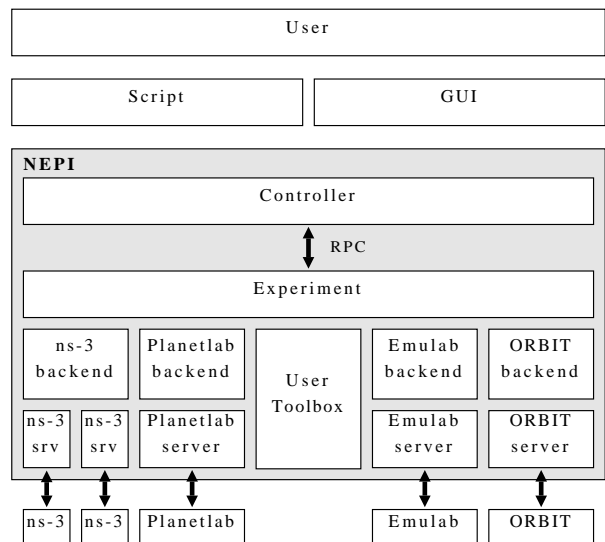 User
Script
GUI
NEPI
Controller
RPC
Experiment
ns-3
backend
Planetlab
backend
User
Toolbox
Emulab
backend
ORBIT
backend
ns-3
srv
ns-3
srv
Planetlab
server
Emulab
server
ORBIT
server
ns-3
ns-3
Planetlab
Emulab
ORBIT